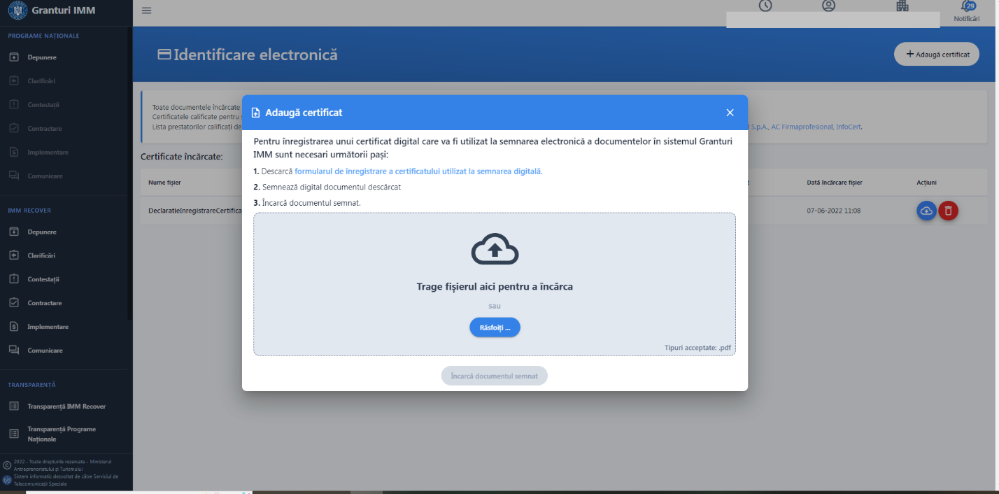 Granturi IMM
29
Notificări
PROGRAME NAȚIONALE
Depunere
Clarificări
Contestații
Contractare
Implementare
Comunicare
IMM RECOVER
Depunere
Clarificări
Contestații
Contractare
Implementare
Comunicare
TRANSPARENȚĂ
Transparență IMM Recover
Transparență Programe
Naționale
2022 - Toate drepturile rezervate - Ministerul
Antreprenoriatului și Turismului
Sistem informatic dezvoltat de către Serviciul de
Telecomunicații Speciale
Identificare electronică
+ Adaugă certificat
Toate documentele încărcate
Certificatele calificate pentru
Lista prestatorilor calificați de
S.p.A., AC Firmaprofesional, InfoCert.
Certificate încărcate:
Nume fișier
Dată încărcare fișier
Acțiuni
DeclaratieInregistrareCertifica
07-06-2022 11:08
Adaugă certificat
Pentru înregistrarea unui certificat digital care va fi utilizat la semnarea electronică a documentelor în sistemul Granturi
IMM sunt necesari următorii pași:
1. Descarcă formularul de înregistrare a certificatului utilizat la semnarea digitală.
2. Semnează digital documentul descărcat
3. Încarcă documentul semnat.
Trage fișierul aici pentru a încărca
sau
Răsfoiți ...
Tipuri acceptate: .pdf
Încarcă documentul semnat